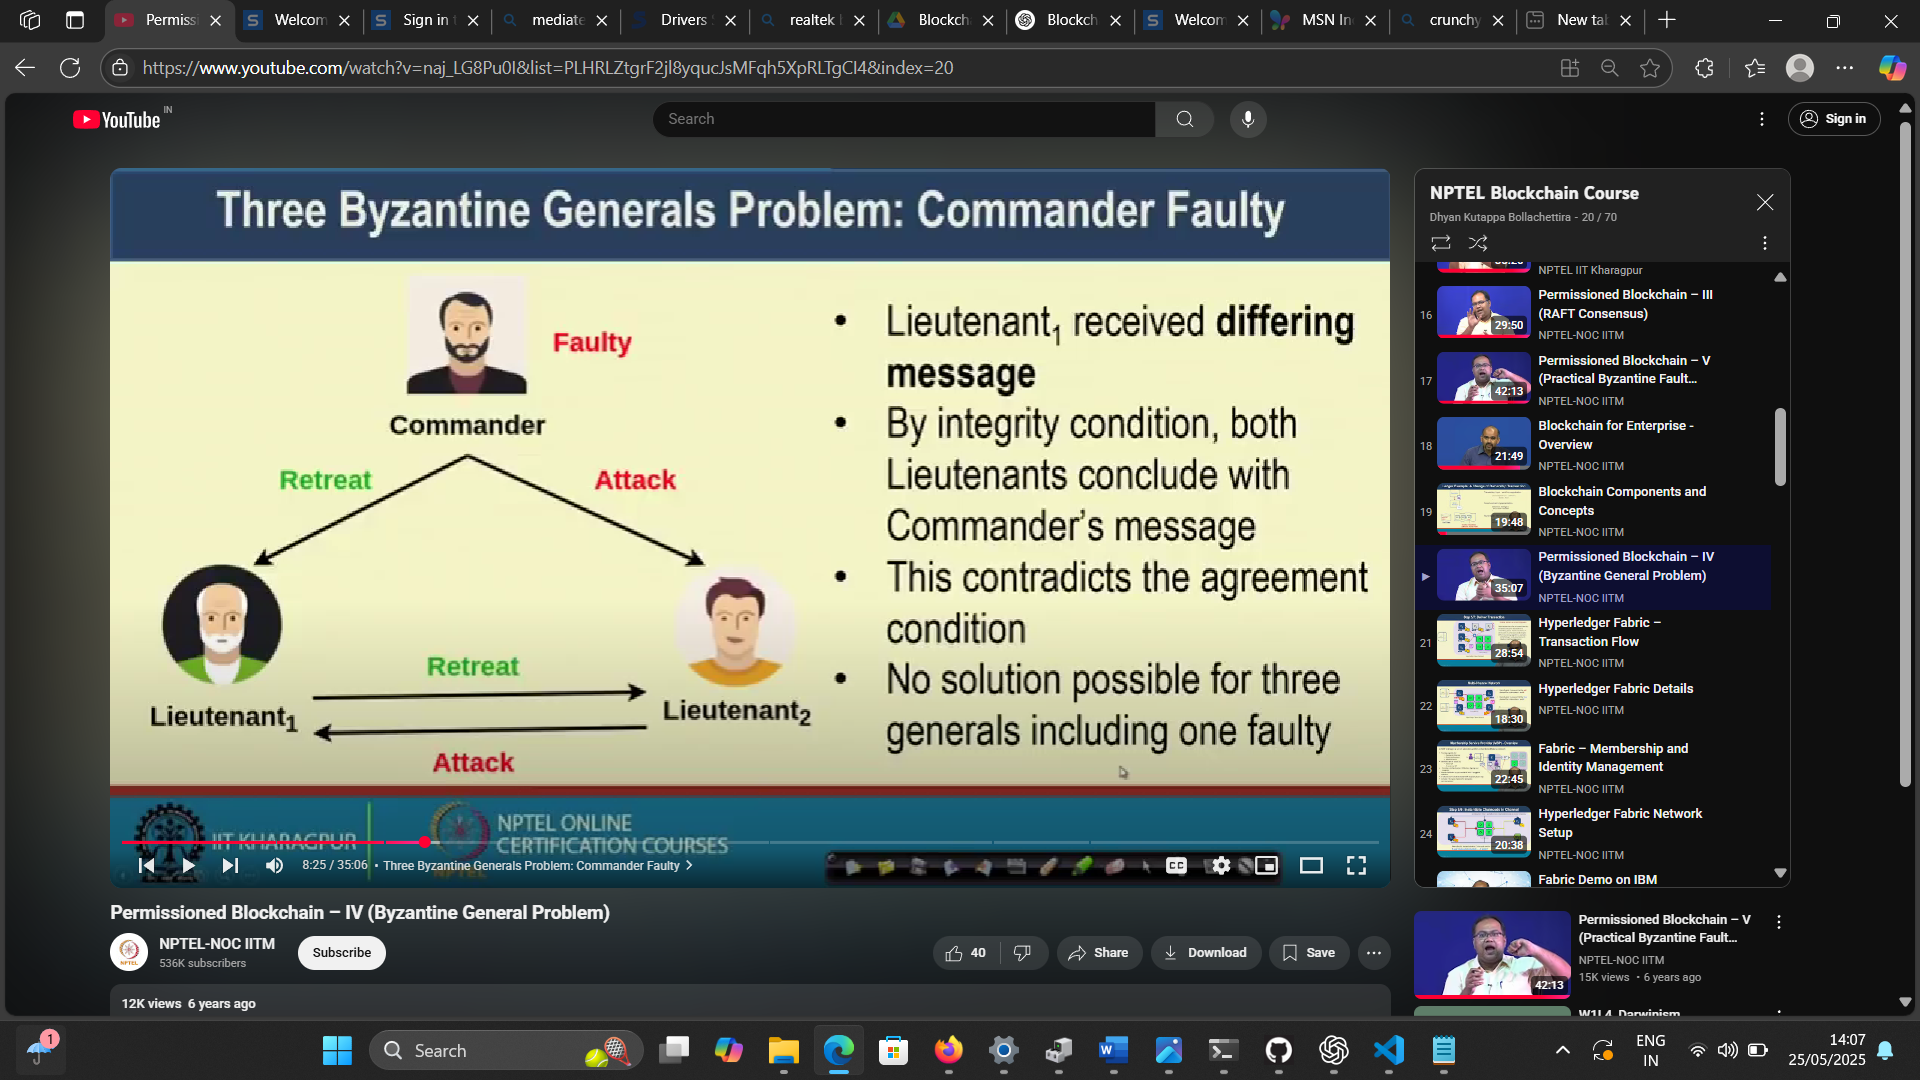 Permissi
Welcom
Sign in
mediate
Drivers
realtek
Blockch
Blockch
Welcom
MSN In
crunchy
New tab
https://www.youtube.com/watch?v=naj_LG8Pu0I&list=PLHRLZtgrF2jl8yqucJsMFqh5XpRLTgCI4&index=20
YouTube IN
Search
Sign in
Three Byzantine Generals Problem: Commander Faulty
Faulty
Commander
Retreat
Attack
Retreat
Lieutenant1
Lieutenant2
Attack
• Lieutenant1 received differing
message
• By integrity condition, both
Lieutenants conclude with
Commander's message
• This contradicts the agreement
condition
• No solution possible for three
generals including one faulty
IIT KHARAGPUR
NPTEL ONLINE
CERTIFICATION COURSES
8:25 / 35:06 • Three Byzantine Generals Problem: Commander Faulty
CC
Permissioned Blockchain – IV (Byzantine General Problem)
NPTEL-NOC IITM
536K subscribers
Subscribe
40
Share
Download
Save
12K views 6 years ago
NPTEL Blockchain Course
Dhyan Kutappa Bollachettira - 20 / 70
NPTEL IIT Kharagpur
16
29:50
Permissioned Blockchain – III
(RAFT Consensus)
NPTEL-NOC IITM
17
42:13
Permissioned Blockchain – V
(Practical Byzantine Fault...
NPTEL-NOC IITM
18
21:49
Blockchain for Enterprise -
Overview
NPTEL-NOC IITM
19
19:48
Blockchain Components and
Concepts
NPTEL-NOC IITM
35:07
Permissioned Blockchain – IV
(Byzantine General Problem)
NPTEL-NOC IITM
21
28:54
Hyperledger Fabric –
Transaction Flow
NPTEL-NOC IITM
22
18:30
Hyperledger Fabric Details
NPTEL-NOC IITM
23
22:45
Fabric – Membership and
Identity Management
NPTEL-NOC IITM
24
20:38
Hyperledger Fabric Network
Setup
NPTEL-NOC IITM
Fabric Demo on IBM
42:13
Permissioned Blockchain – V
(Practical Byzantine Fault...
NPTEL-NOC IITM
15K views • 6 years ago
W1L4_Darwinism
1
Search
ENG
IN
14:07
25/05/2025